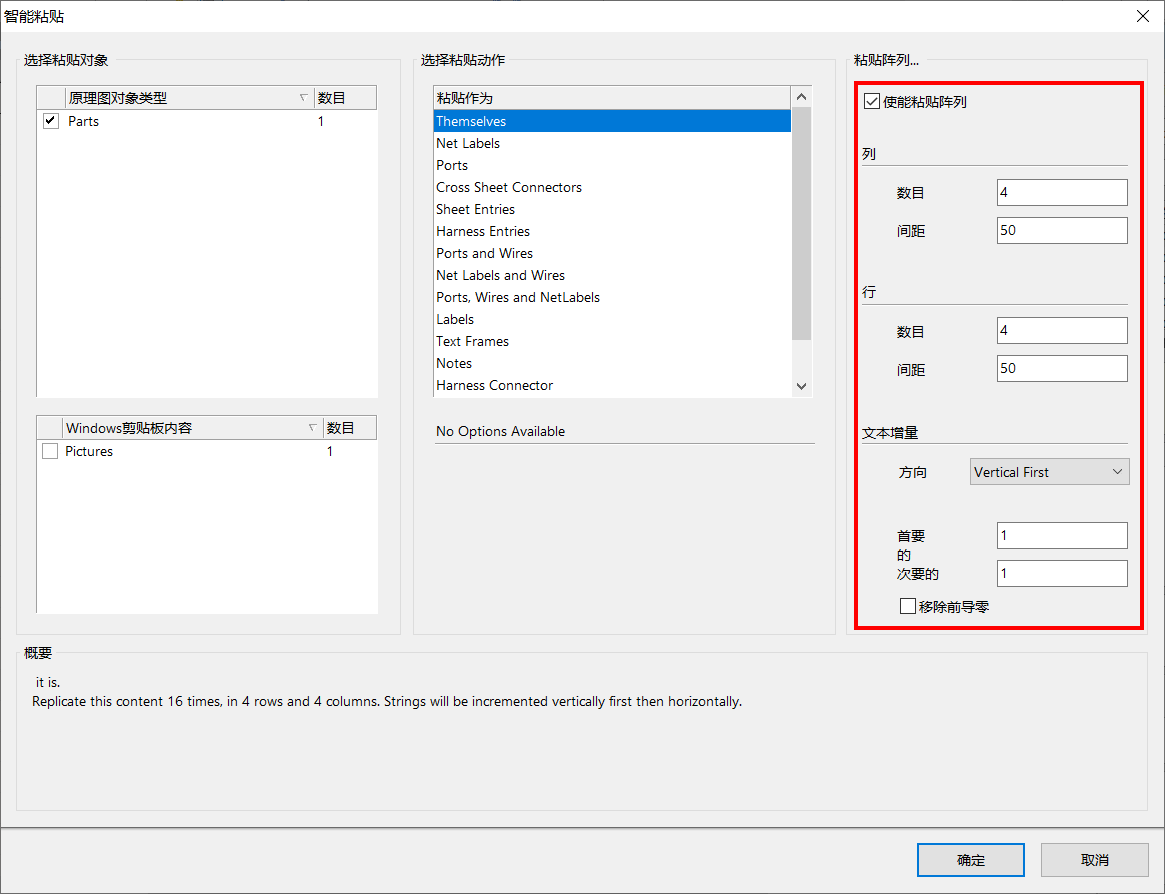 智能粘贴
选择粘贴对象
原理图对象类型 数目
Parts 1
Windows剪贴板内容 数目
Pictures 1
选择粘贴动作
粘贴作为
Themselves
Net Labels
Ports
Cross Sheet Connectors
Sheet Entries
Harness Entries
Ports and Wires
Net Labels and Wires
Ports, Wires and NetLabels
Labels
Text Frames
Notes
Harness Connector
No Options Available
粘贴阵列...
使能粘贴阵列
列
数目 4
间距 50
行
数目 4
间距 50
文本增量
方向 Vertical First
首要的 1
次要的 1
移除前导零
概要
it is.
Replicate this content 16 times, in 4 rows and 4 columns. Strings will be incremented vertically first then horizontally.
确定 取消